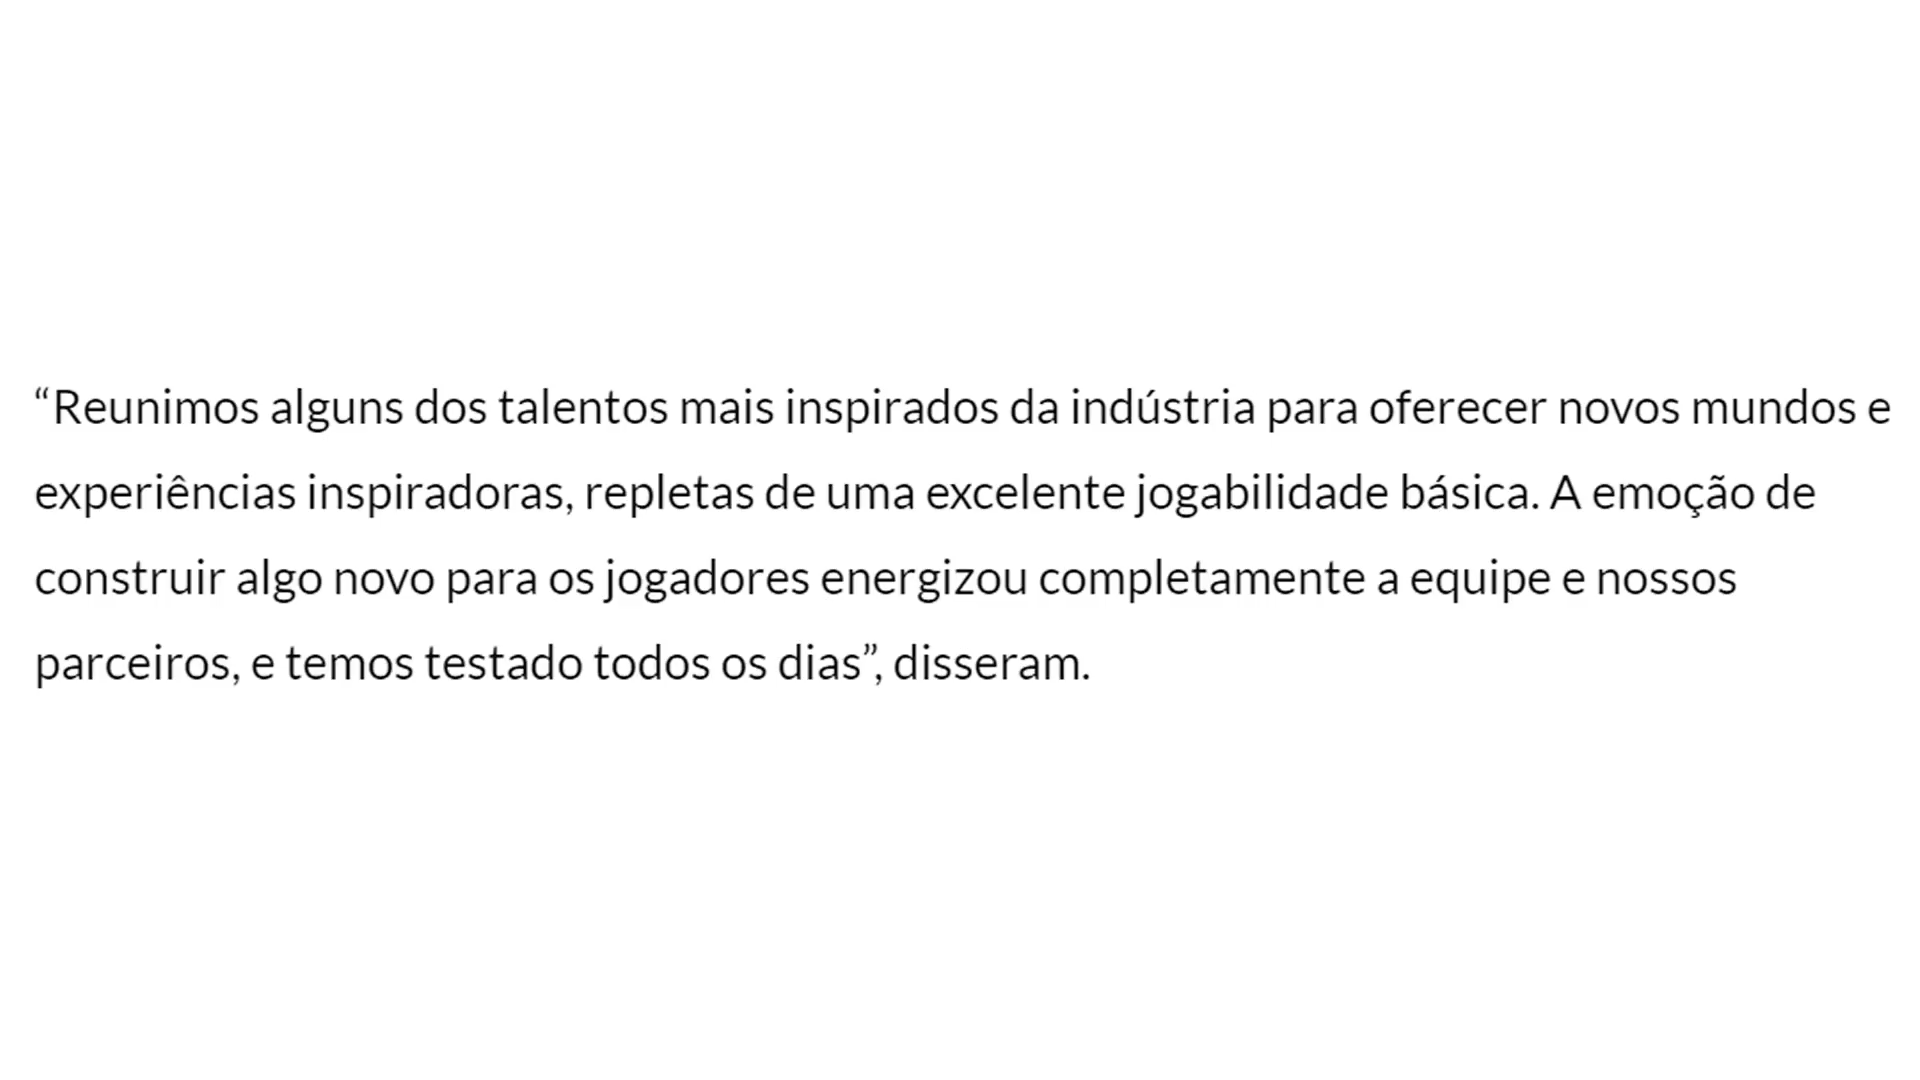 “Reunimos alguns dos talentos mais inspirados da indústria para oferecer novos mundos e
experiências inspiradoras, repletas de uma excelente jogabilidade básica. A emoção de
construir algo novo para os jogadores energizou completamente a equipe e nossos
parceiros, e temos testado todos os dias”, disseram.